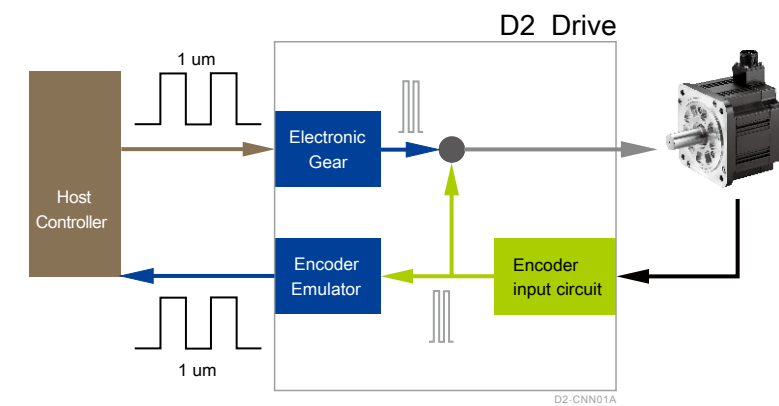 D2 Drive
1 um
Electronic
Gear
Host
Controller
Encoder
Emulator
Encoder
input circuit
1 um
D2-CNN01A